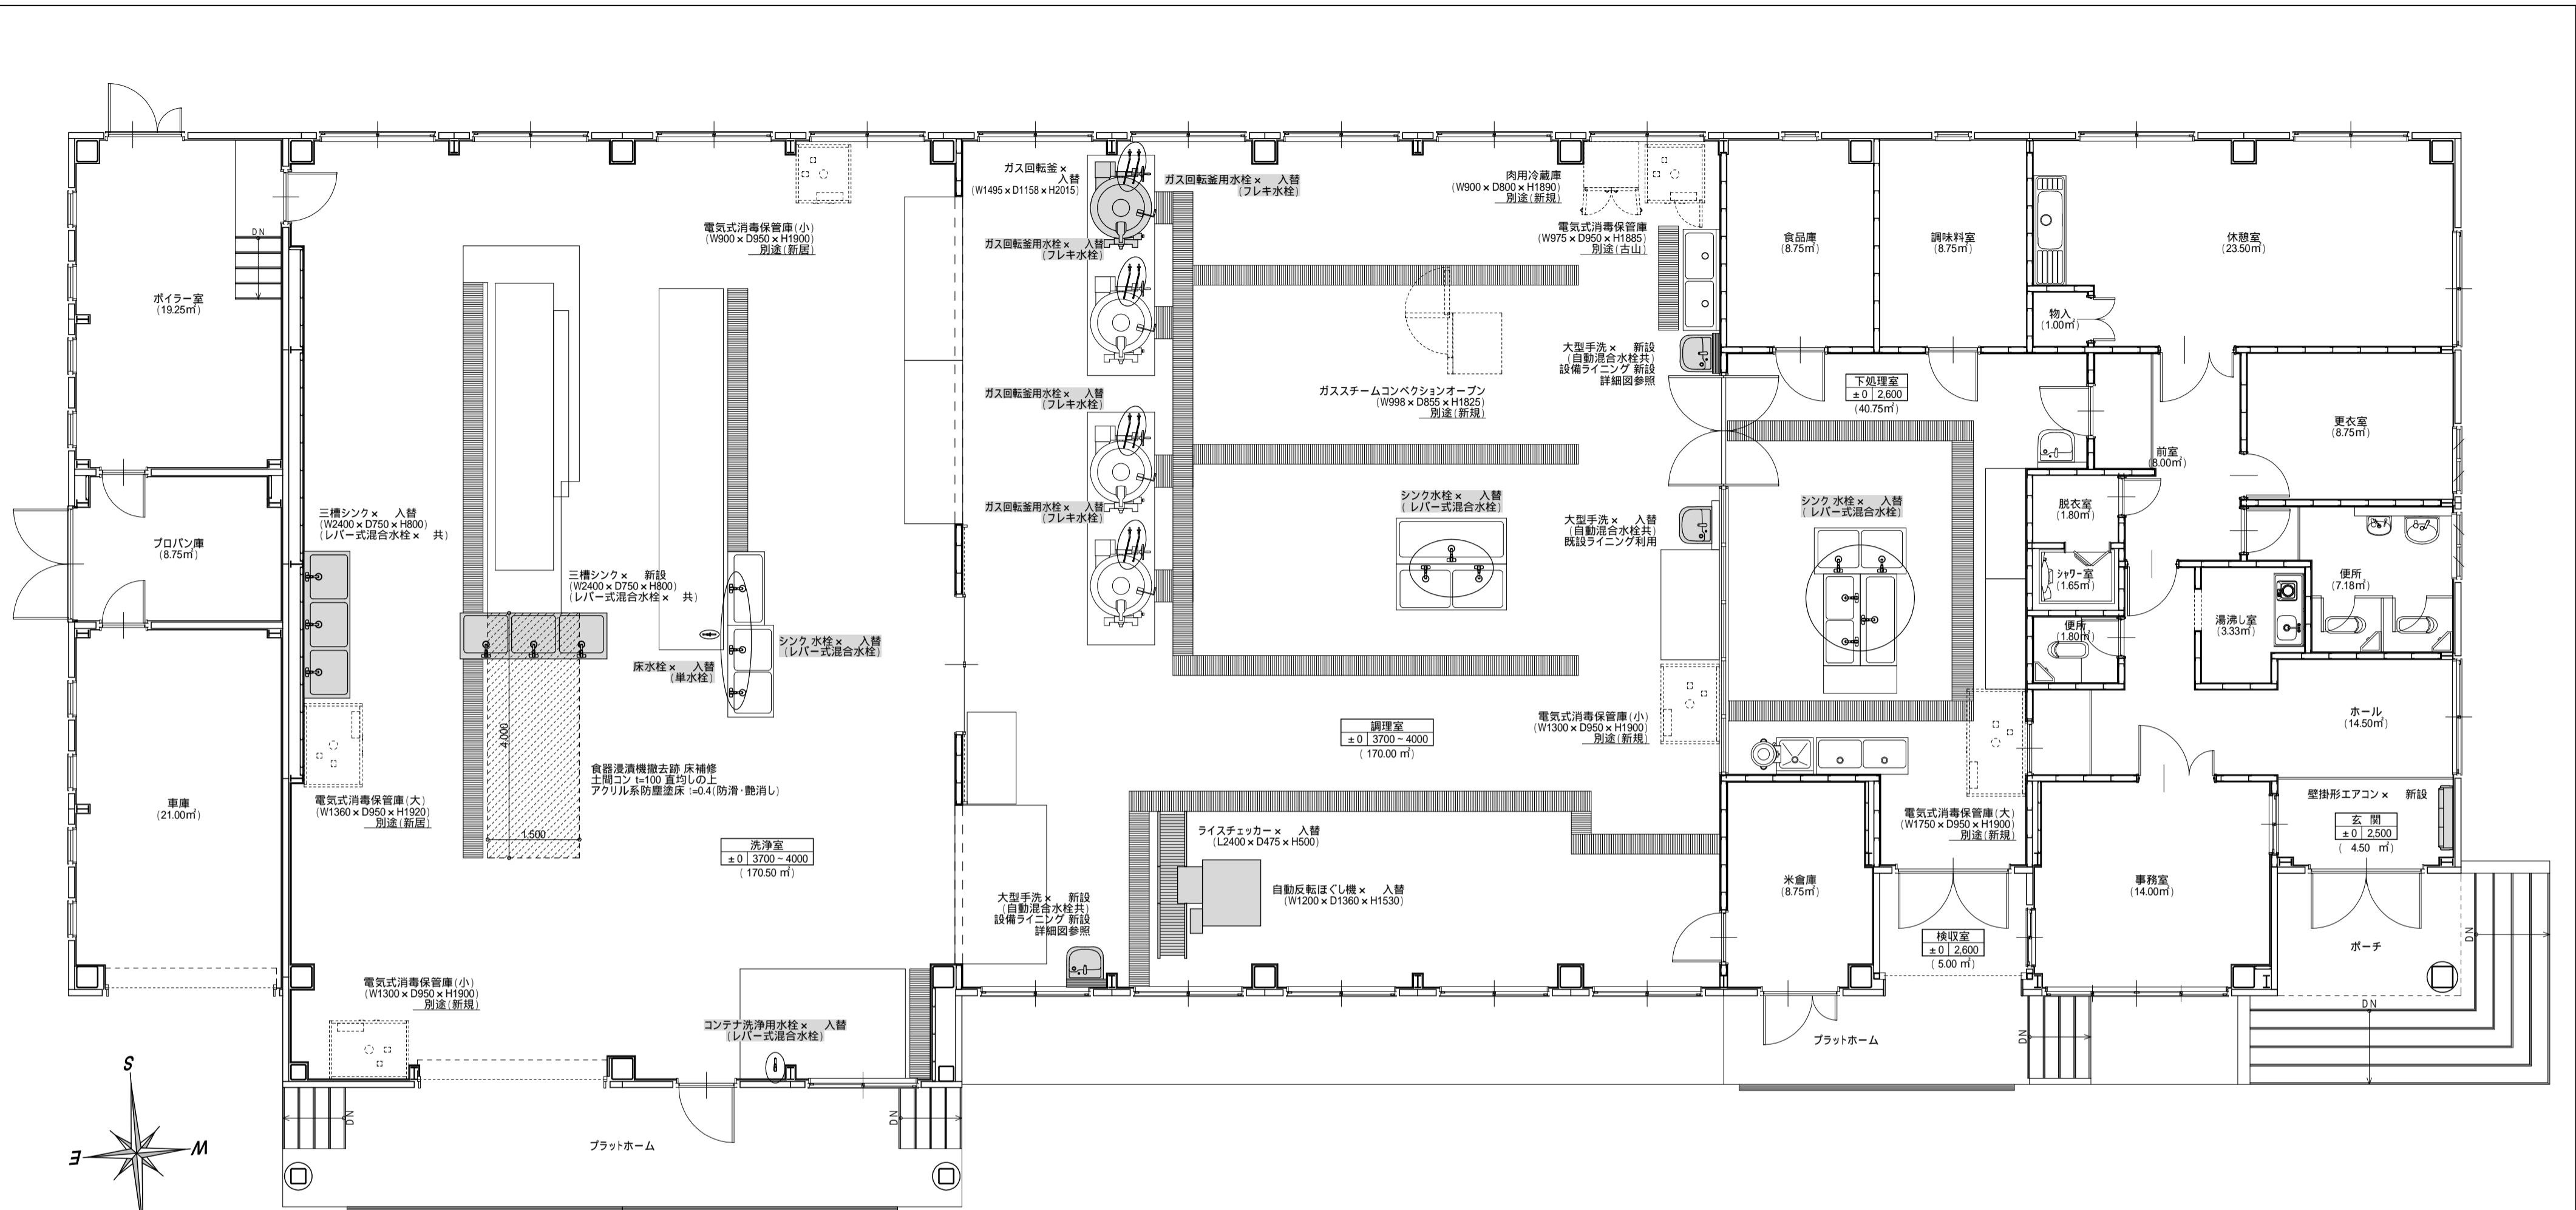 ボイラー室
(19.25㎡)
DN
プロパン庫
(8.75㎡)
車庫
(21.00㎡)
三槽シンク× 入替
(W2400×D750×H800)
(レバー式混合水栓× 共)
電気式消毒保管庫(大)
(W1360×D950×H1920)
別途(新居)
電気式消毒保管庫(小)
(W1300×D950×H1900)
別途(新規)
電気式消毒保管庫(小)
(W900×D950×H1900)
別途(新居)
三槽シンク× 新設
(W2400×D750×H800)
(レバー式混合水栓× 共)
4,000
1,500
床水栓× 入替
(単水栓)
シンク 水栓× 入替
(レバー式混合水栓)
食器浸漬機撤去跡 床補修
土間コン t=100 直均しの上
アクリル系防塵塗床 t=0.4(防滑・艶消し)
洗浄室
±0 3700~4000
( 170.50 ㎡)
コンテナ洗浄用水栓× 入替
(レバー式混合水栓)
DN
DN
プラットホーム
S
E
W
ガス回転釜×
入替
(W1495×D1158×H2015)
ガス回転釜用水栓× 入替
(フレキ水栓)
ガス回転釜用水栓× 入替
(フレキ水栓)
ガス回転釜用水栓× 入替
(フレキ水栓)
ガス回転釜用水栓× 入替
(フレキ水栓)
肉用冷蔵庫
(W900×D800×H1890)
別途(新規)
電気式消毒保管庫
(W975×D950×H1885)
別途(古山)
大型手洗× 新設
(自動混合水栓共)
設備ライニング 新設
詳細図参照
ガススチームコンベクションオーブン
(W998×D855×H1825)
別途(新規)
シンク水栓× 入替
( レバー式混合水栓)
大型手洗× 入替
(自動混合水栓共)
既設ライニング利用
調理室
±0 3700~4000
( 170.00 ㎡)
電気式消毒保管庫(小)
(W1300×D950×H1900)
別途(新規)
ライスチェッカー× 入替
(L2400×D475×H500)
自動反転ほぐし機× 入替
(W1200×D1360×H1530)
大型手洗× 新設
(自動混合水栓共)
設備ライニング 新設
詳細図参照
食品庫
(8.75㎡)
調味料室
(8.75㎡)
休憩室
(23.50㎡)
物入
(1.00㎡)
下処理室
±0 2,600
(40.75㎡)
シンク 水栓× 入替
( レバー式混合水栓)
前室
(8.00㎡)
更衣室
(8.75㎡)
脱衣室
(1.80㎡)
シャワー室
(1.65㎡)
便所
(1.80㎡)
湯沸し室
(3.33㎡)
便所
(7.18㎡)
ホール
(14.50㎡)
電気式消毒保管庫(大)
(W1750×D950×H1900)
別途(新規)
米倉庫
(8.75㎡)
検収室
±0 2,600
( 5.00 ㎡)
事務室
(14.00㎡)
壁掛形エアコン× 新設
玄 関
±0 2,500
( 4.50 ㎡)
ポーチ
DN
DN
DN
プラットホーム